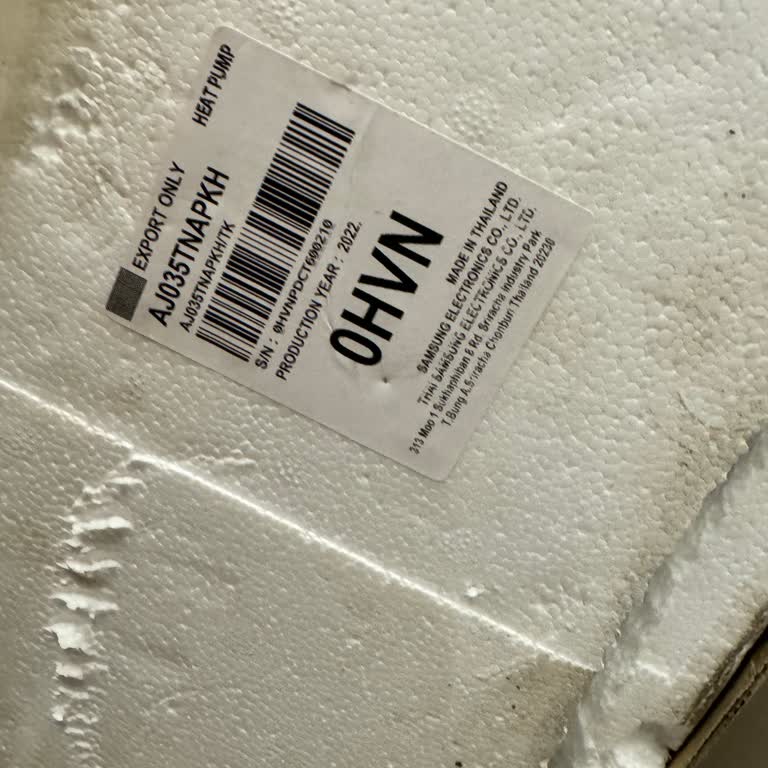 HEAT PUMP
EXPORT ONLY
AJ035TNAPKH
AJ035TNAPKH/TK
S/N : 0HVNPDCT600210
PRODUCTION YEAR : 2022.
0HVN
MADE IN THAILAND
SAMSUNG ELECTRONICS CO., LTD.
THAI SAMSUNG ELECTRONICS CO., LTD.
313 Moo 1 Sukhaphiban 8 Rd. Sriracha Industry Park
T.Bung A.Sriracha Chonburi Thailand 20230